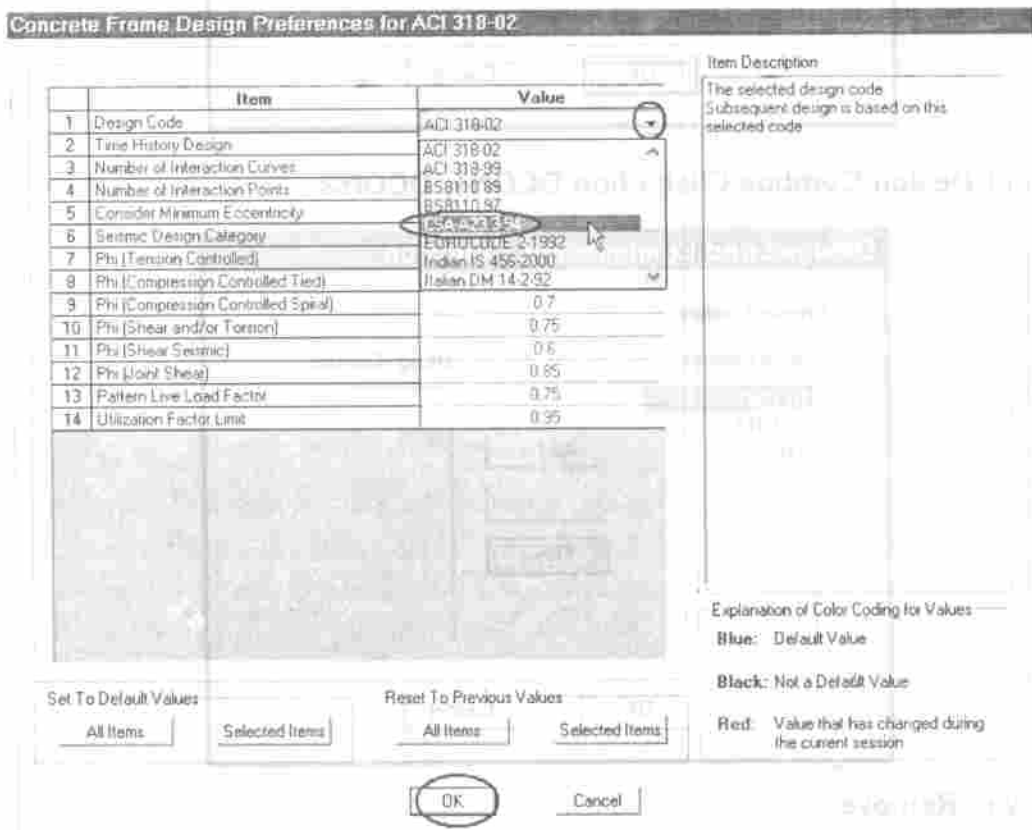 Concrete Frame Design Preferences for ACI 318-02
Item Value
1 Design Code ACI 318-02
2 Time History Design
3 Number of Interaction Curves
4 Number of Interaction Points
5 Consider Minimum Eccentricity
6 Seismic Design Category
7 Phi (Tension Controlled)
8 Phi (Compression Controlled Tied)
9 Phi (Compression Controlled Spiral) 0.7
10 Phi (Shear and/or Torsion) 0.75
11 Phi (Shear Seismic) 0.6
12 Phi (Joint Shear) 0.85
13 Pattern Live Load Factor 0.75
14 Utilization Factor Limit 0.95
ACI 318-02
ACI 318-99
BS8110 89
BS8110 97
CSA-A23.3-94
EUROCODE 2-1992
Indian IS 456-2000
Italian DM 14-2-92
Item Description
The selected design code
Subsequent design is based on this
selected code
Explanation of Color Coding for Values
Blue: Default Value
Black: Not a Default Value
Red: Value that has changed during
the current session
Set To Default Values
All Items Selected Items
Reset To Previous Values
All Items Selected Items
OK Cancel